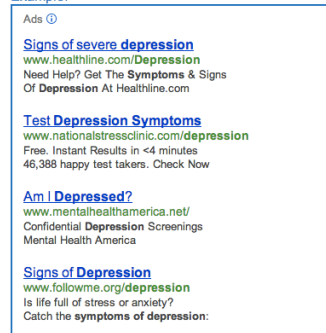 Example:
Ads
Signs of severe depression
www.healthline.com/Depression
Need Help? Get The Symptoms & Signs
Of Depression At Healthline.com
Test Depression Symptoms
www.nationalstressclinic.com/depression
Free. Instant Results in <4 minutes
46,388 happy test takers. Check Now
Am I Depressed?
www.mentalhealthamerica.net/
Confidential Depression Screenings
Mental Health America
Signs of Depression
www.followme.org/depression
Is life full of stress or anxiety?
Catch the symptoms of depression: